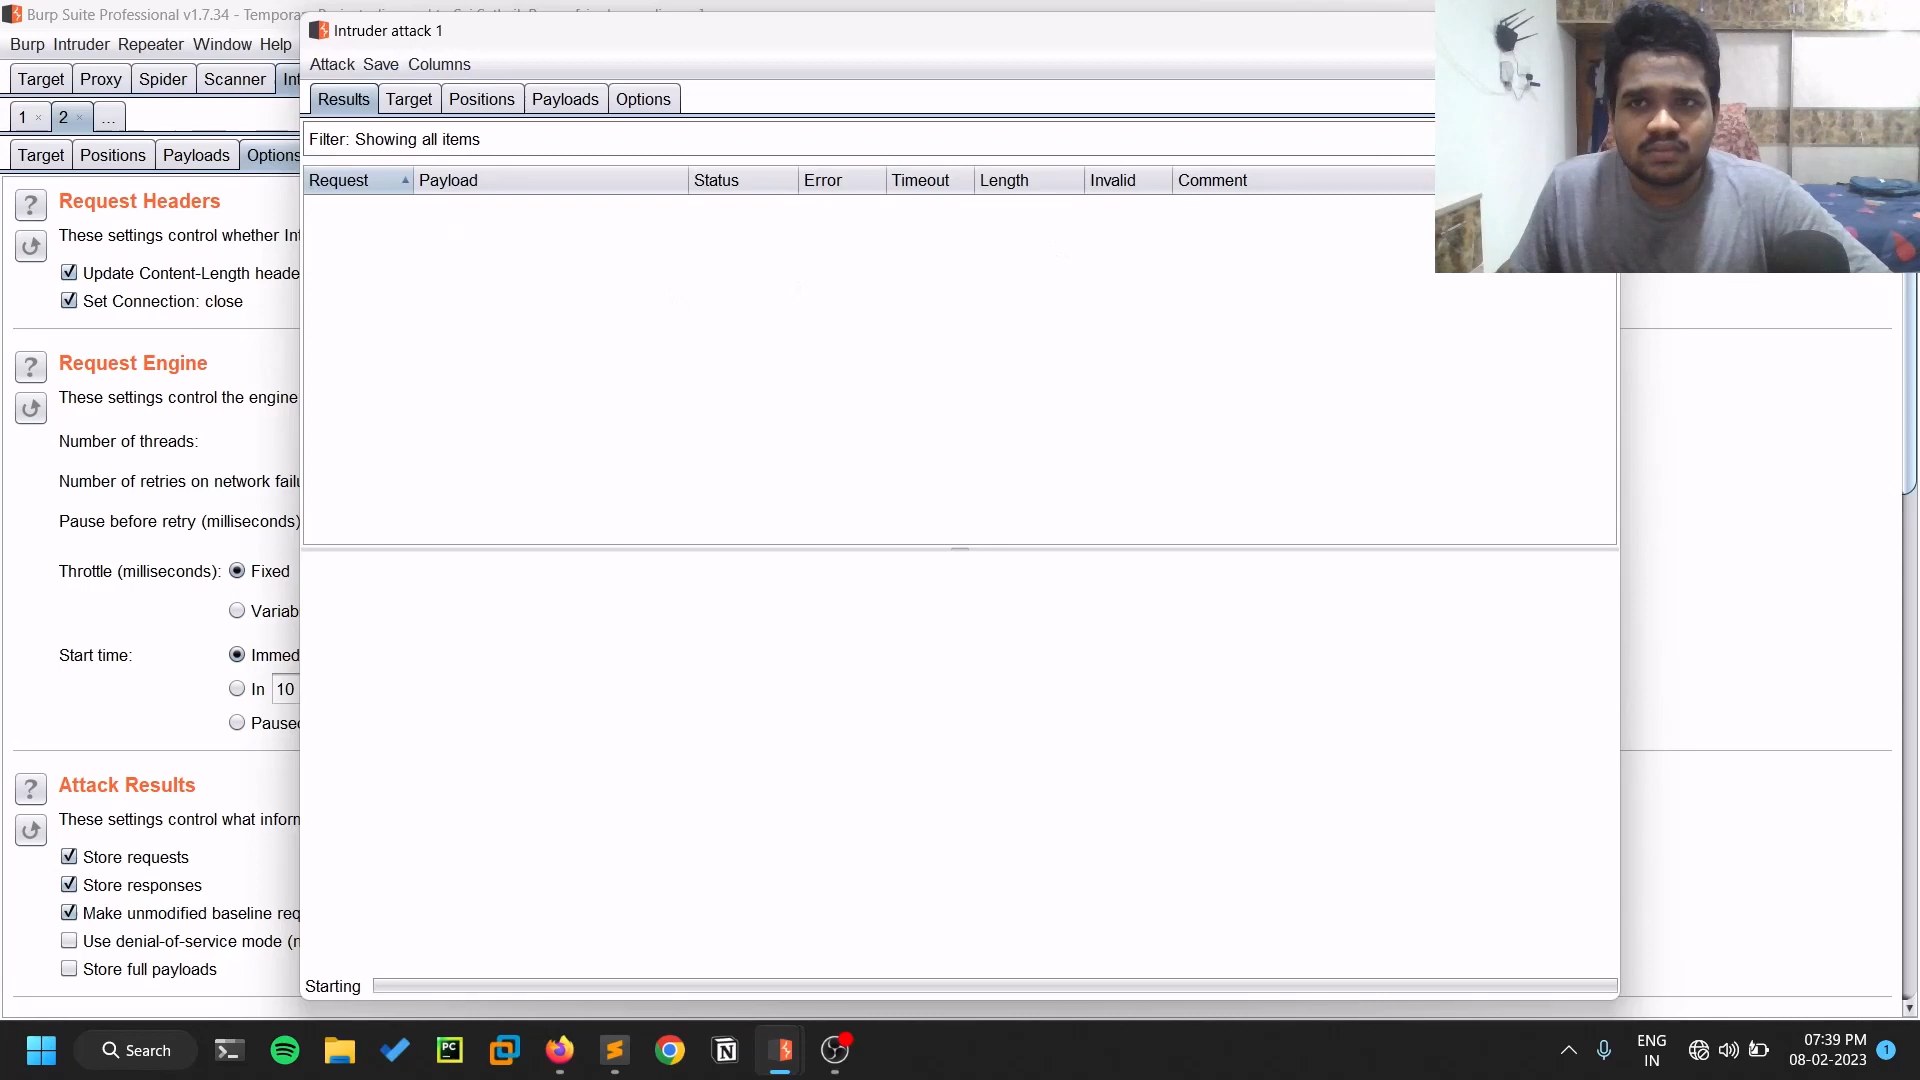 Burp Suite Professional v1.7.34 - Tempora
Burp Intruder Repeater Window Help
Target Proxy Spider Scanner Int
1 × 2 × ...
Target Positions Payloads Options
? Request Headers
These settings control whether Int
Update Content-Length heade
Set Connection: close
? Request Engine
These settings control the engine
Number of threads:
Number of retries on network failu
Pause before retry (milliseconds)
Throttle (milliseconds): Fixed
Variab
Start time: Immed
In 10
Paused
? Attack Results
These settings control what inforn
Store requests
Store responses
Make unmodified baseline req
Use denial-of-service mode (n
Store full payloads
Intruder attack 1
Attack Save Columns
Results Target Positions Payloads Options
Filter: Showing all items
Request Payload Status Error Timeout Length Invalid Comment
Starting
Search
PC
ENG
IN
07:39 PM
08-02-2023
1